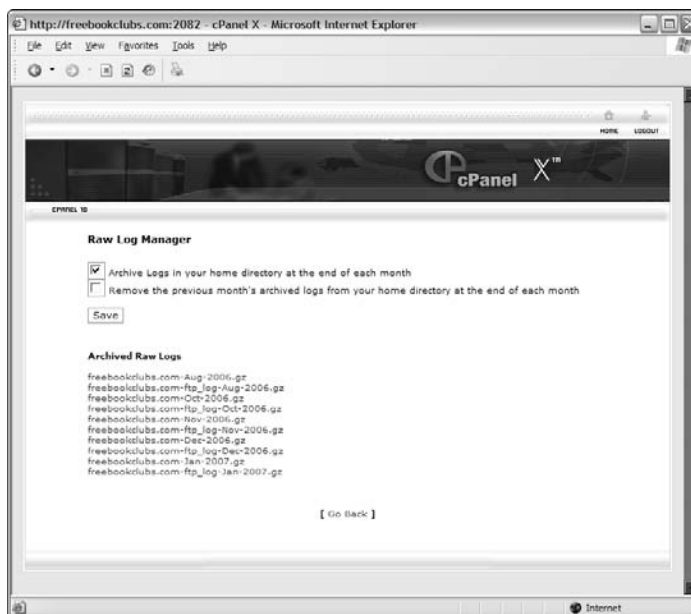 http://freebookclubs.com:2082 - cPanel X - Microsoft Internet Explorer
File Edit View Favorites Tools Help
HOME LOGOUT
cPanel X™
CPANEL 10
Raw Log Manager
Archive Logs in your home directory at the end of each month
Remove the previous month's archived logs from your home directory at the end of each month
Save
Archived Raw Logs
freebookclubs.com-Aug-2006.gz
freebookclubs.com-ftp_log-Aug-2006.gz
freebookclubs.com-Oct-2006.gz
freebookclubs.com-ftp_log-Oct-2006.gz
freebookclubs.com-Nov-2006.gz
freebookclubs.com-ftp_log-Nov-2006.gz
freebookclubs.com-Dec-2006.gz
freebookclubs.com-ftp_log-Dec-2006.gz
freebookclubs.com-Jan-2007.gz
freebookclubs.com-ftp_log-Jan-2007.gz
[ Go Back ]
Internet